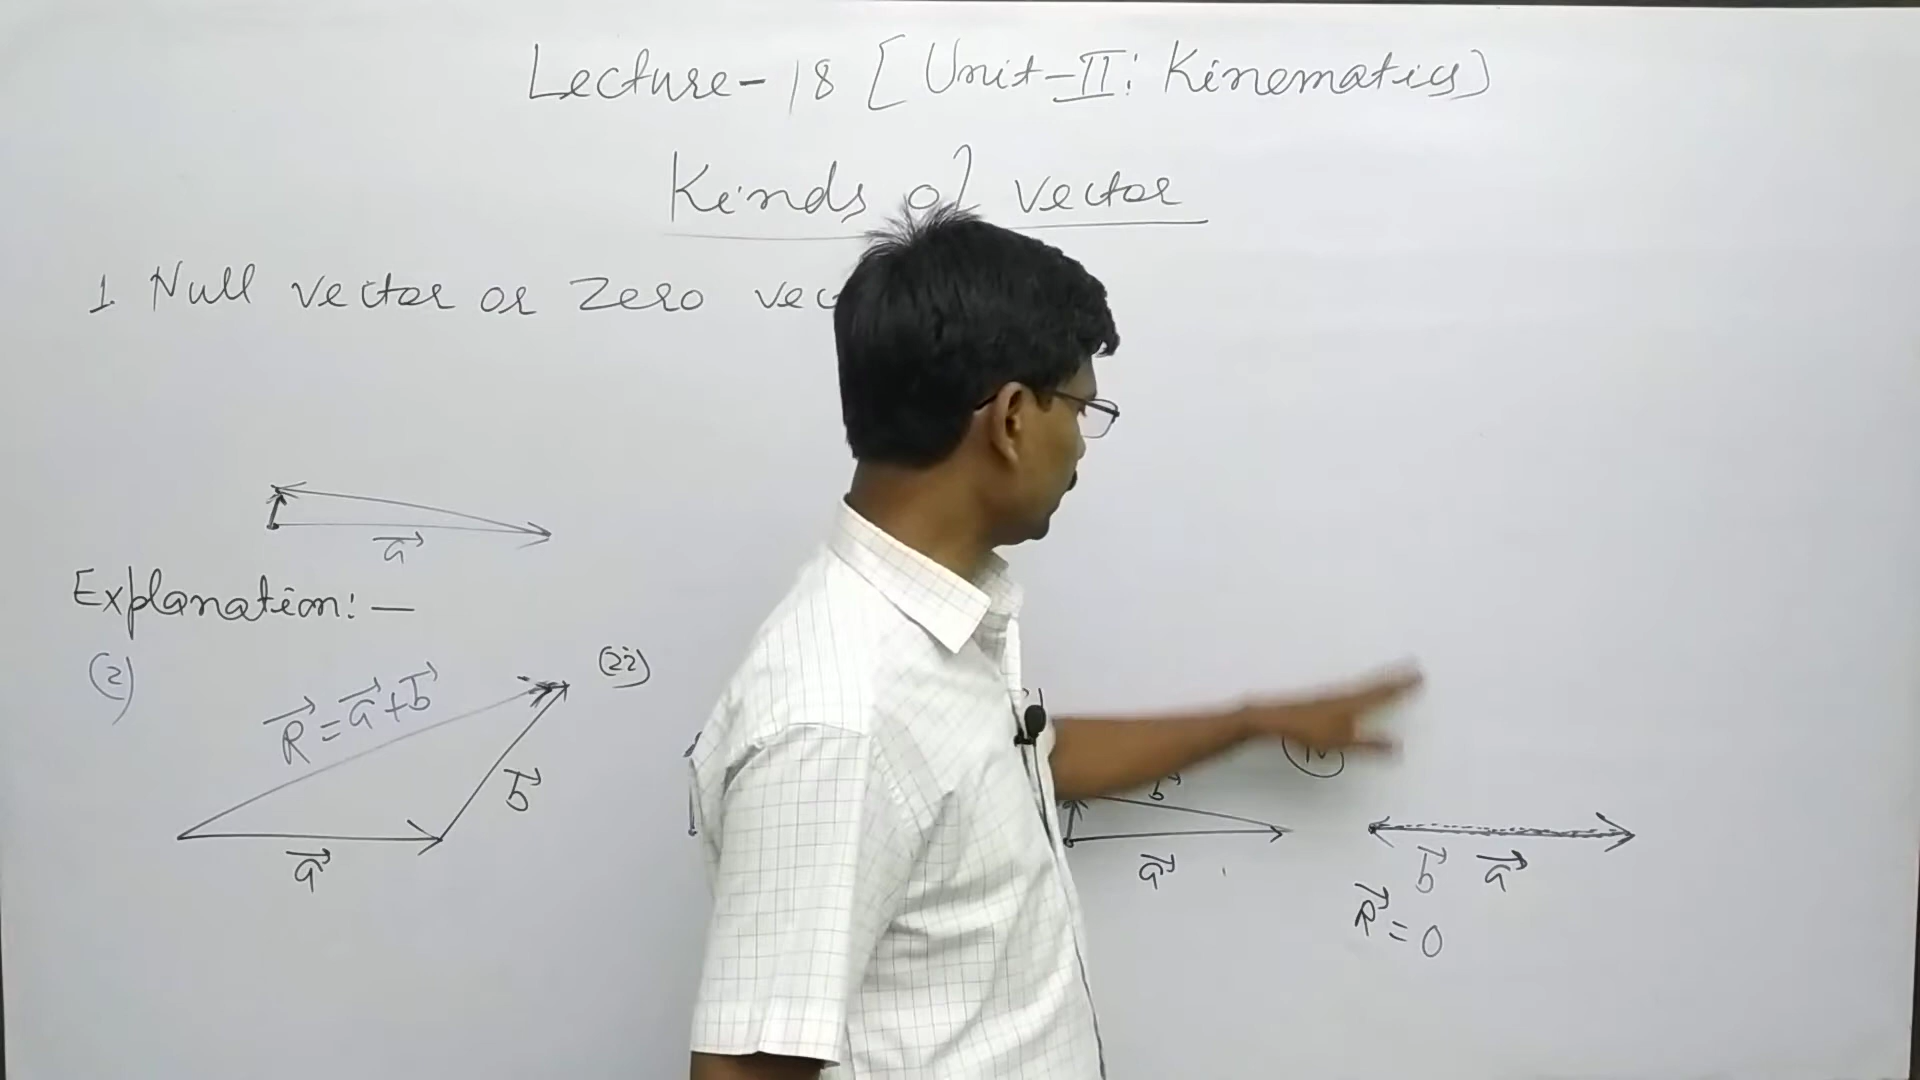 Lecture-18 [Unit-II: Kinematics]
Kinds of vector
1. Null vector or Zero vec
a⃗
Explanation:—
(i)
R⃗ = a⃗ + b⃗
b⃗
a⃗
(ii)
b⃗
a⃗
b⃗ a⃗
R⃗ = 0